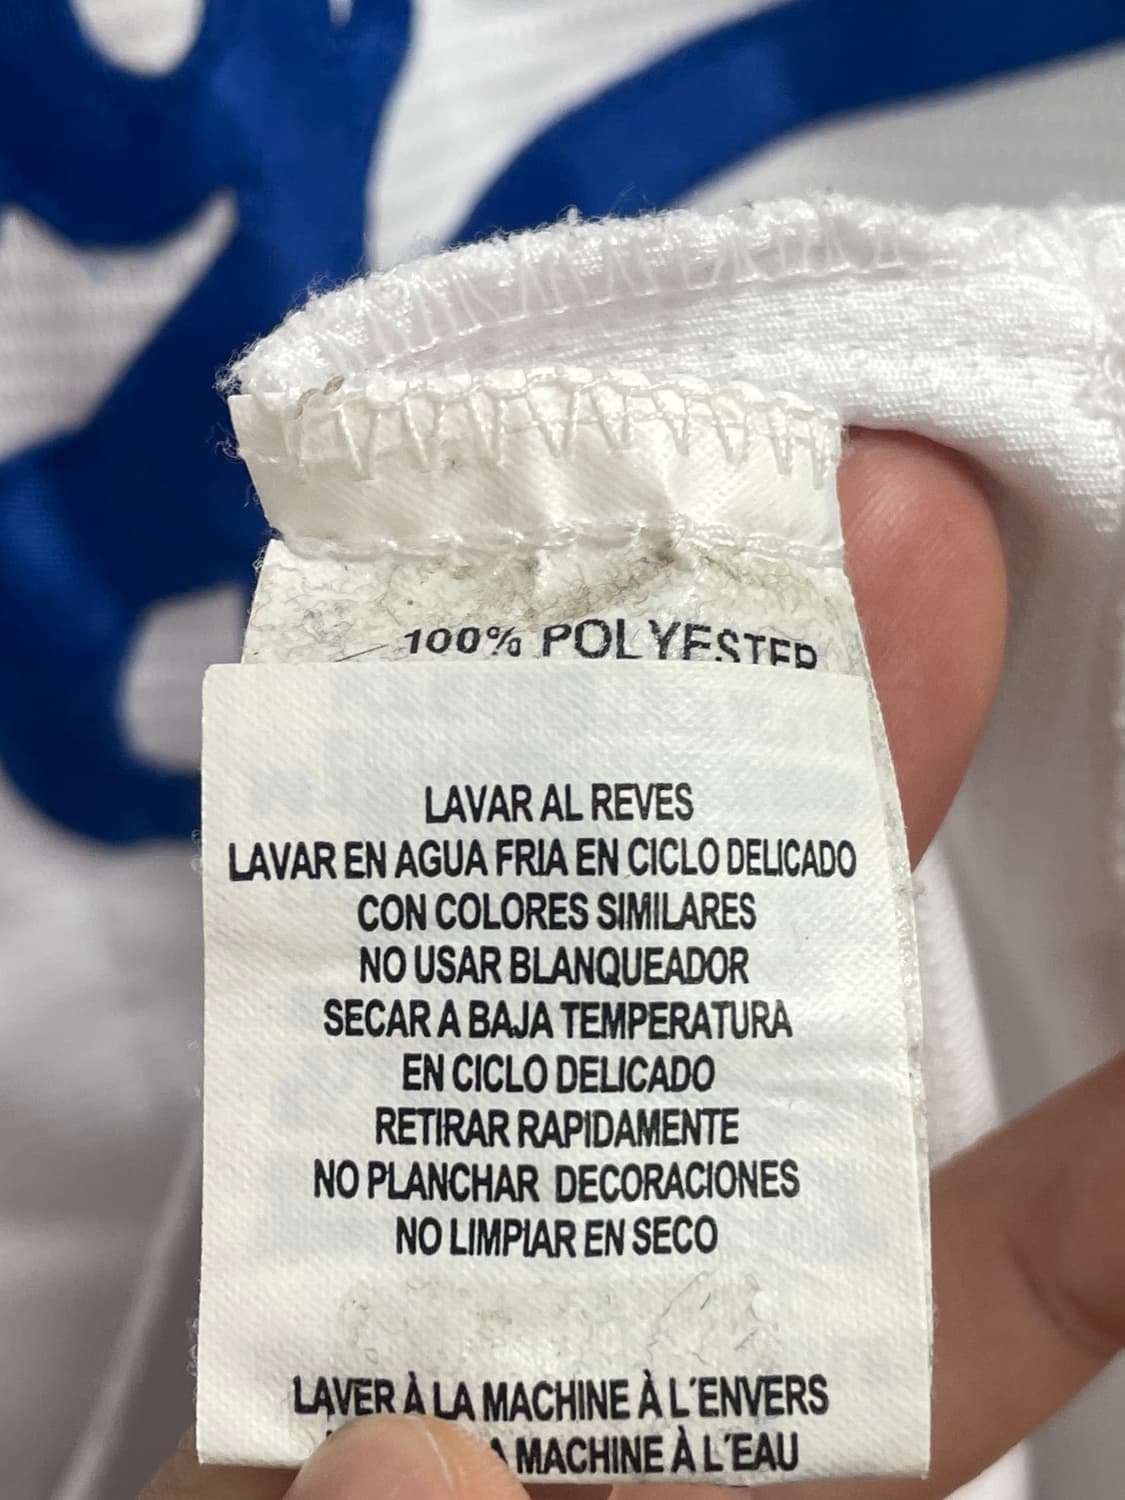 100% POLYESTER
LAVAR AL REVES
LAVAR EN AGUA FRIA EN CICLO DELICADO
CON COLORES SIMILARES
NO USAR BLANQUEADOR
SECAR A BAJA TEMPERATURA
EN CICLO DELICADO
RETIRAR RAPIDAMENTE
NO PLANCHAR DECORACIONES
NO LIMPIAR EN SECO
LAVER À LA MACHINE À L´ENVERS
MACHINE À L´EAU